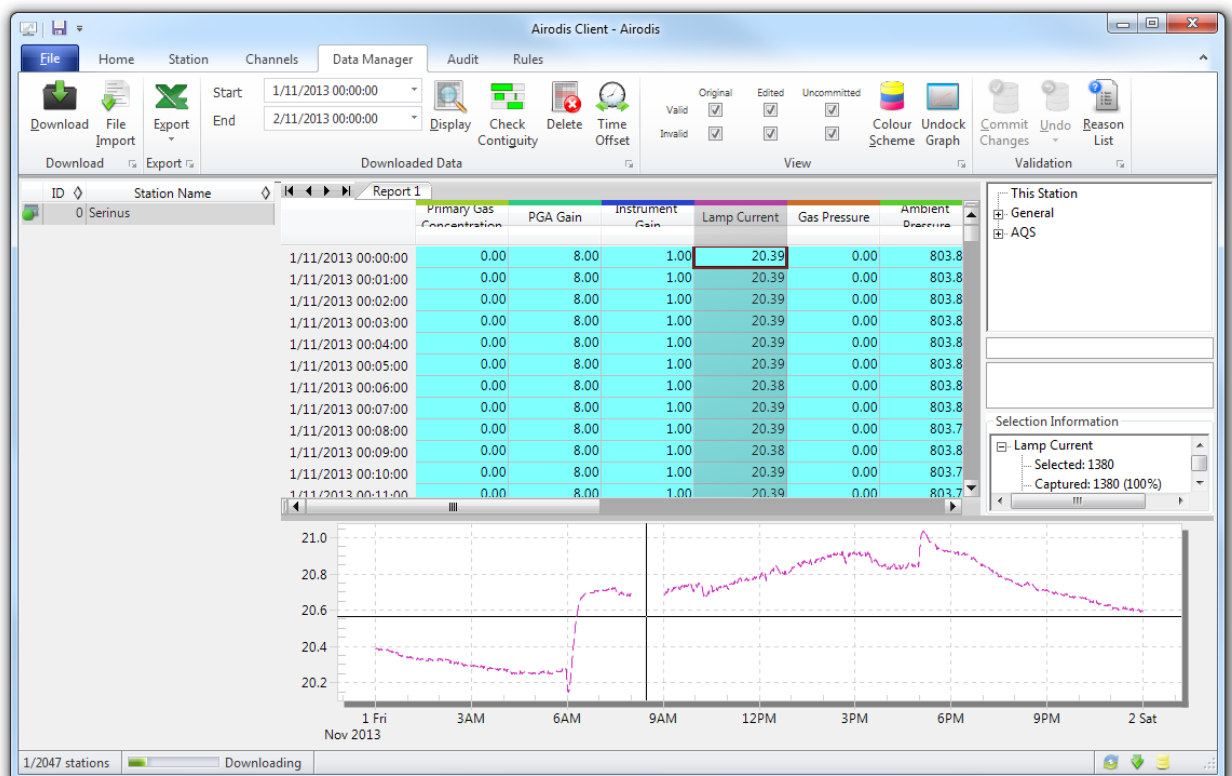 Airodis Client - Airodis
File Home Station Channels Data Manager Audit Rules
Download
File Import
Export
Start 1/11/2013 00:00:00
End 2/11/2013 00:00:00
Display
Check Contiguity
Delete
Time Offset
Original Edited Uncommitted
Valid
Invalid
Colour Scheme
Undock Graph
Commit Changes
Undo
Reason List
Download Export Downloaded Data View Validation
ID Station Name
0 Serinus
Report 1
Primary Gas Concentration PGA Gain Instrument Gain Lamp Current Gas Pressure Ambient Pressure
1/11/2013 00:00:00 0.00 8.00 1.00 20.39 0.00 803.8
1/11/2013 00:01:00 0.00 8.00 1.00 20.39 0.00 803.8
1/11/2013 00:02:00 0.00 8.00 1.00 20.39 0.00 803.8
1/11/2013 00:03:00 0.00 8.00 1.00 20.39 0.00 803.8
1/11/2013 00:04:00 0.00 8.00 1.00 20.39 0.00 803.8
1/11/2013 00:05:00 0.00 8.00 1.00 20.39 0.00 803.8
1/11/2013 00:06:00 0.00 8.00 1.00 20.38 0.00 803.8
1/11/2013 00:07:00 0.00 8.00 1.00 20.39 0.00 803.8
1/11/2013 00:08:00 0.00 8.00 1.00 20.39 0.00 803.7
1/11/2013 00:09:00 0.00 8.00 1.00 20.38 0.00 803.8
1/11/2013 00:10:00 0.00 8.00 1.00 20.39 0.00 803.7
1/11/2013 00:11:00 0.00 8.00 1.00 20.39 0.00 803.7
This Station
General
AQS
Selection Information
Lamp Current
Selected: 1380
Captured: 1380 (100%)
21.0
20.8
20.6
20.4
20.2
1 Fri 3AM 6AM 9AM 12PM 3PM 6PM 9PM 2 Sat
Nov 2013
1/2047 stations Downloading